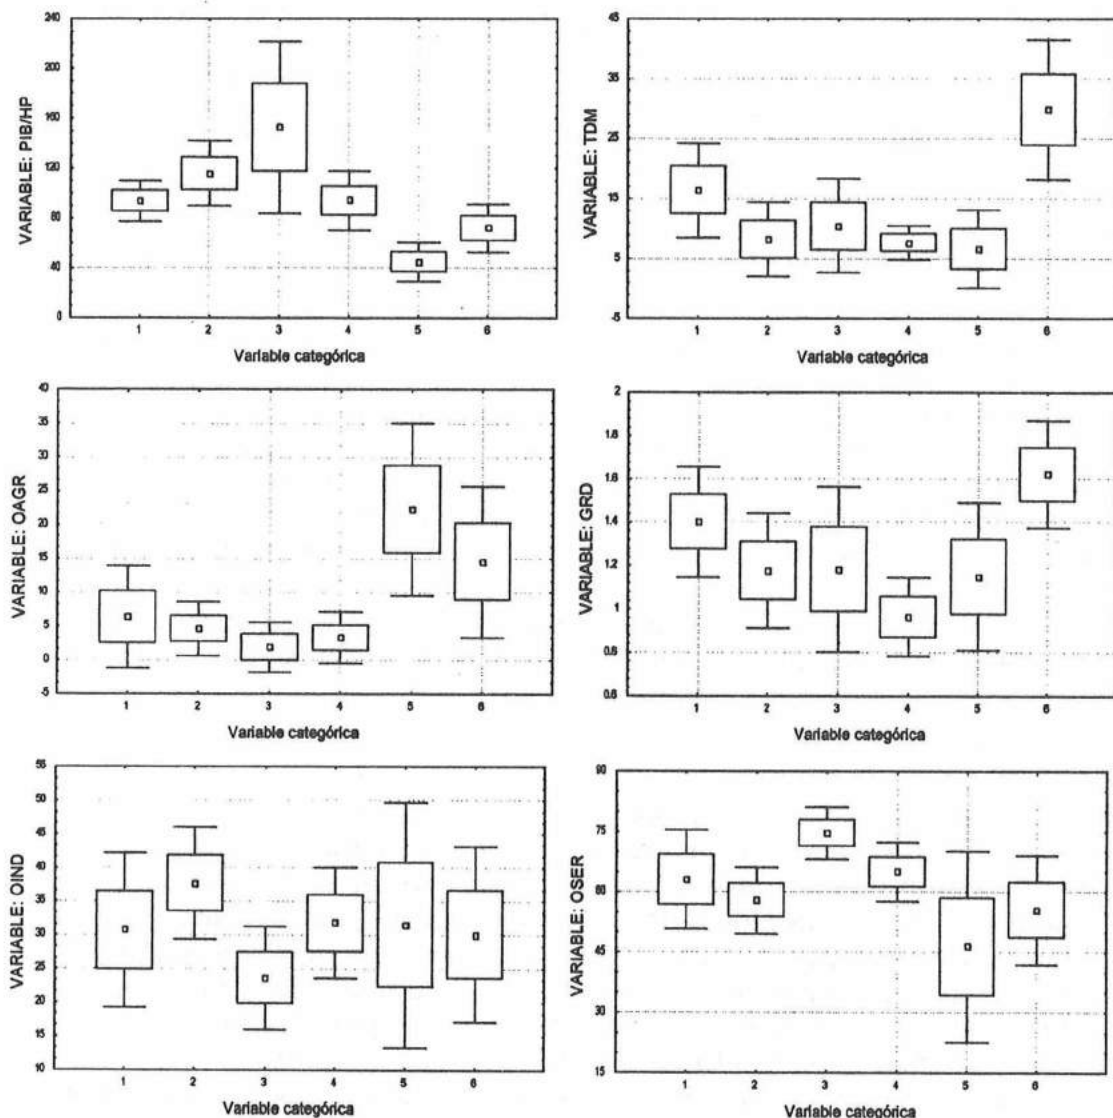 VARIABLE: PIB/HP
240
200
160
120
80
40
0
1 2 3 4 5 6
Variable categórica
VARIABLE: TDM
45
35
25
15
5
-5
1 2 3 4 5 6
Variable categórica
VARIABLE: OAGR
40
35
30
25
20
15
10
5
0
-5
1 2 3 4 5 6
Variable categórica
VARIABLE: GRD
2
1.8
1.6
1.4
1.2
1
0.8
0.6
1 2 3 4 5 6
Variable categórica
VARIABLE: OIND
55
50
45
40
35
30
25
20
15
10
1 2 3 4 5 6
Variable categórica
VARIABLE: OSER
90
75
60
45
30
15
1 2 3 4 5 6
Variable categórica